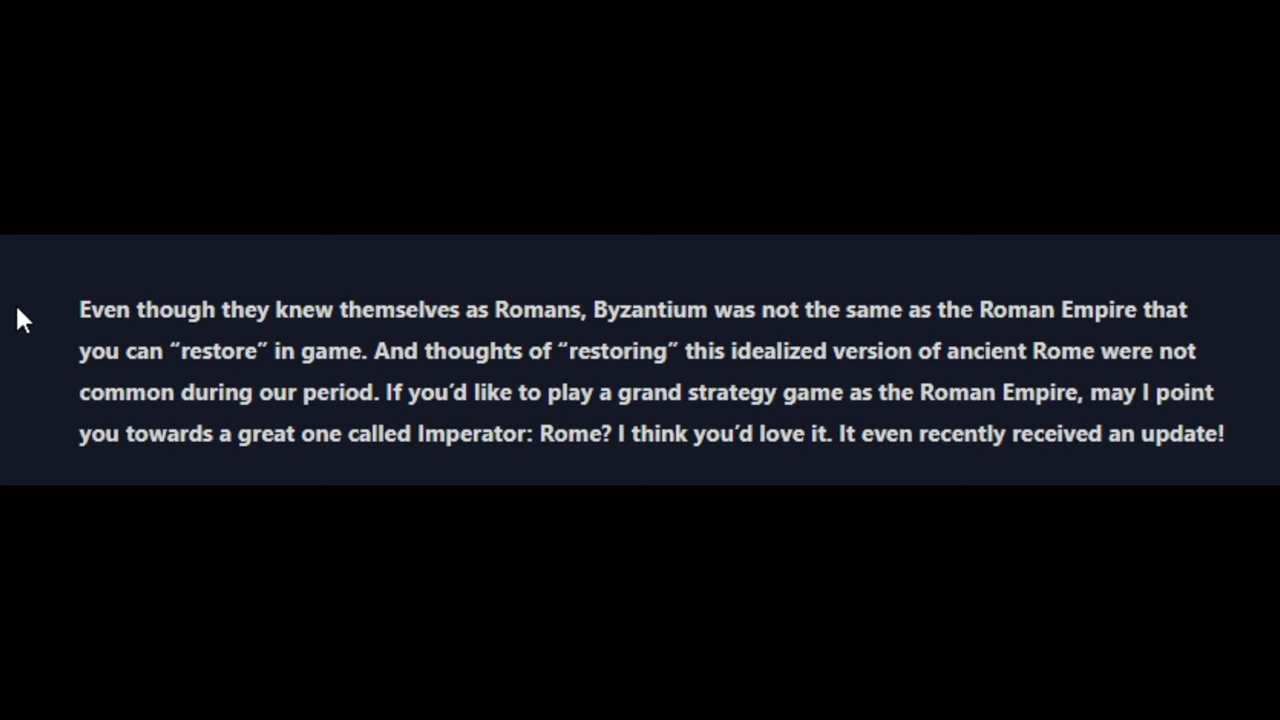 Even though they knew themselves as Romans, Byzantium was not the same as the Roman Empire that
you can “restore” in game. And thoughts of “restoring” this idealized version of ancient Rome were not
common during our period. If you’d like to play a grand strategy game as the Roman Empire, may I point
you towards a great one called Imperator: Rome? I think you’d love it. It even recently received an update!